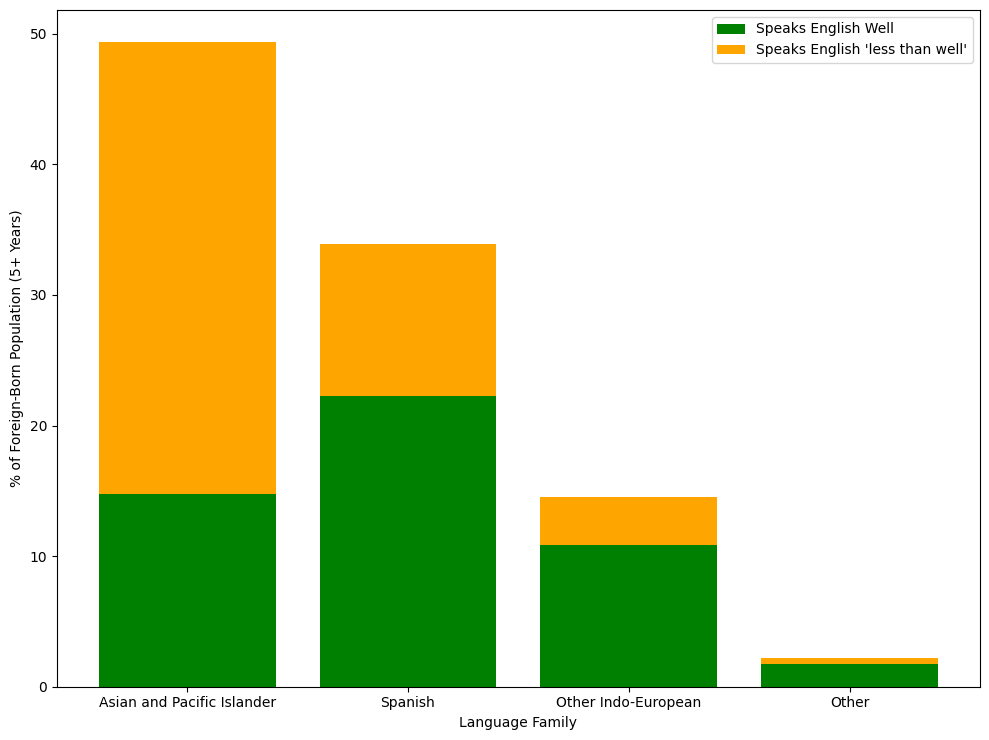 Speaks English Well
Speaks English 'less than well'
50
40
30
20
10
0
% of Foreign-Born Population (5+ Years)
Asian and Pacific Islander
Spanish
Other Indo-European
Other
Language Family